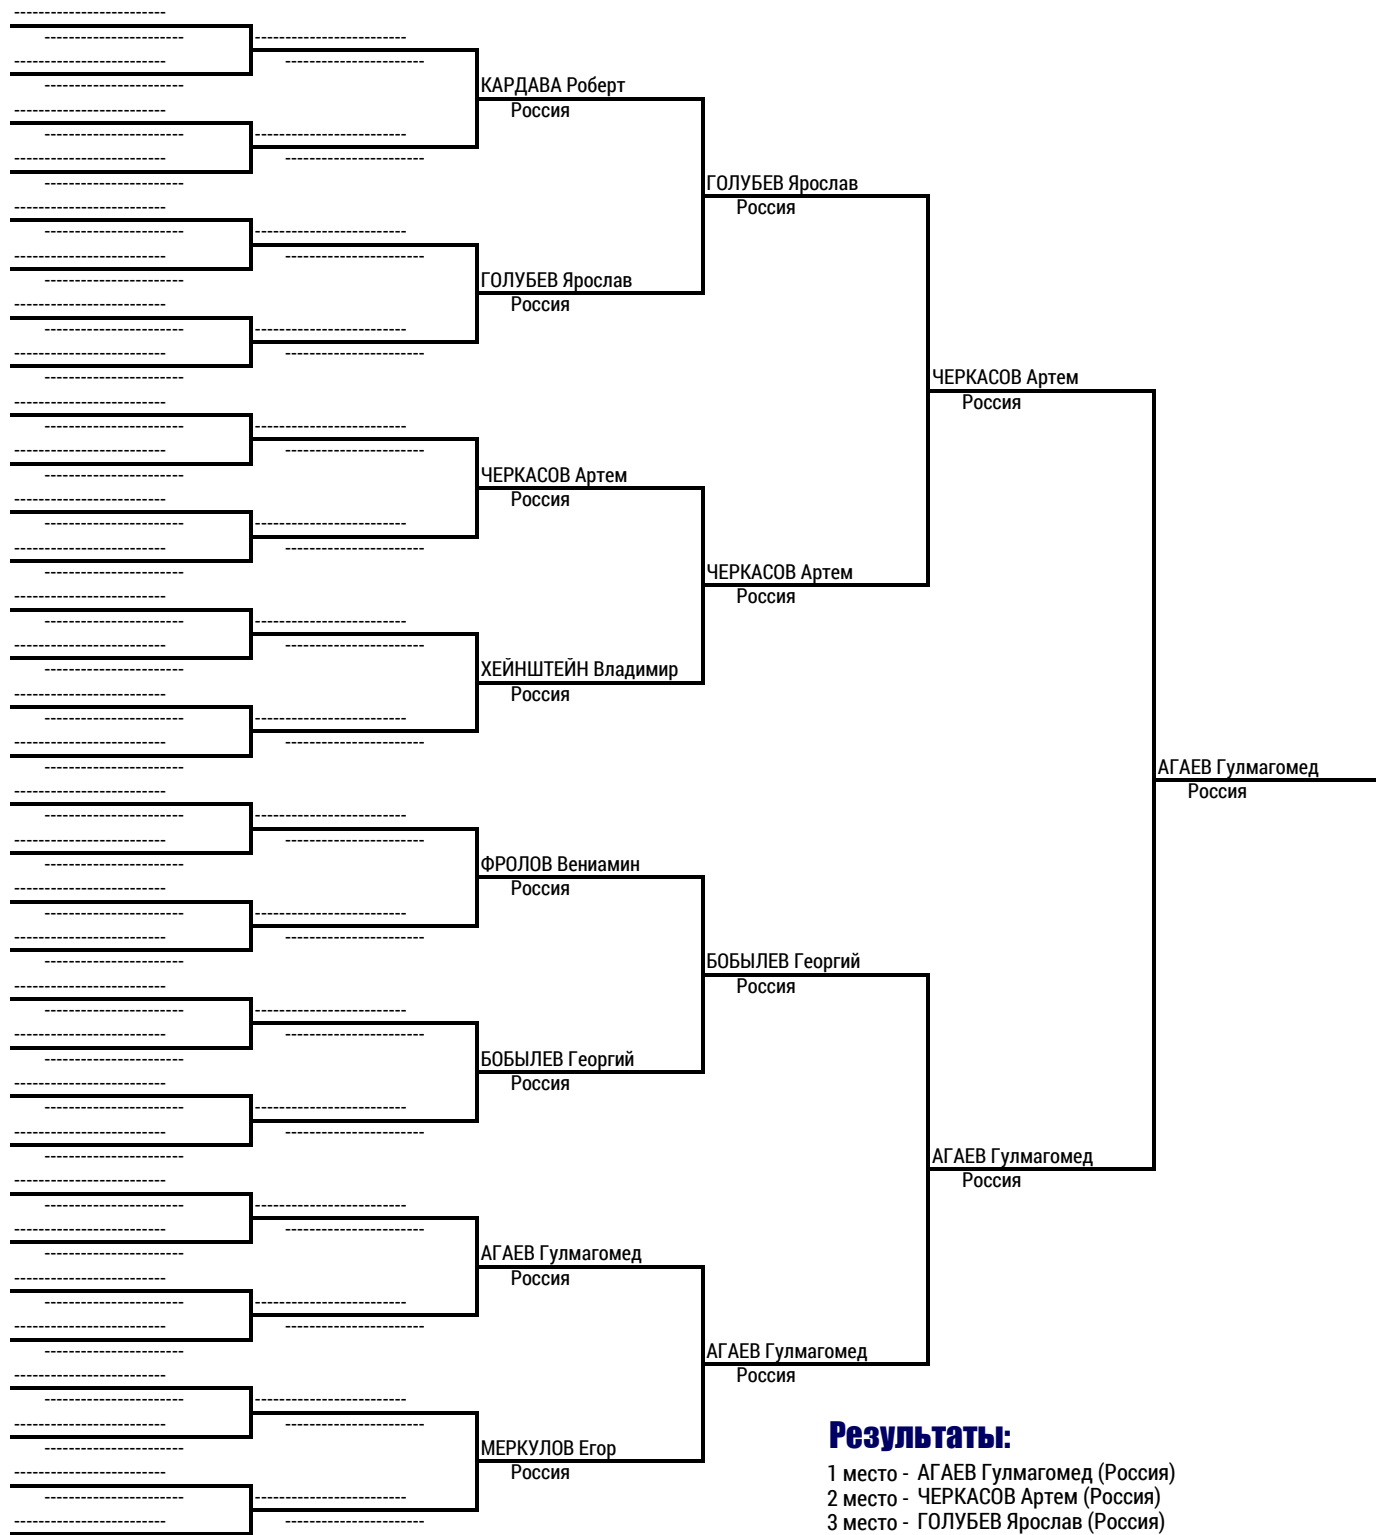 КАРДАВА Роберт
Россия
ГОЛУБЕВ Ярослав
Россия
ГОЛУБЕВ Ярослав
Россия
ЧЕРКАСОВ Артем
Россия
ЧЕРКАСОВ Артем
Россия
ЧЕРКАСОВ Артем
Россия
ХЕЙНШТЕЙН Владимир
Россия
АГАЕВ Гулмагомед
Россия
ФРОЛОВ Вениамин
Россия
БОБЫЛЕВ Георгий
Россия
БОБЫЛЕВ Георгий
Россия
АГАЕВ Гулмагомед
Россия
АГАЕВ Гулмагомед
Россия
АГАЕВ Гулмагомед
Россия
МЕРКУЛОВ Егор
Россия
Результаты:
1 место - АГАЕВ Гулмагомед (Россия)
2 место - ЧЕРКАСОВ Артем (Россия)
3 место - ГОЛУБЕВ Ярослав (Россия)